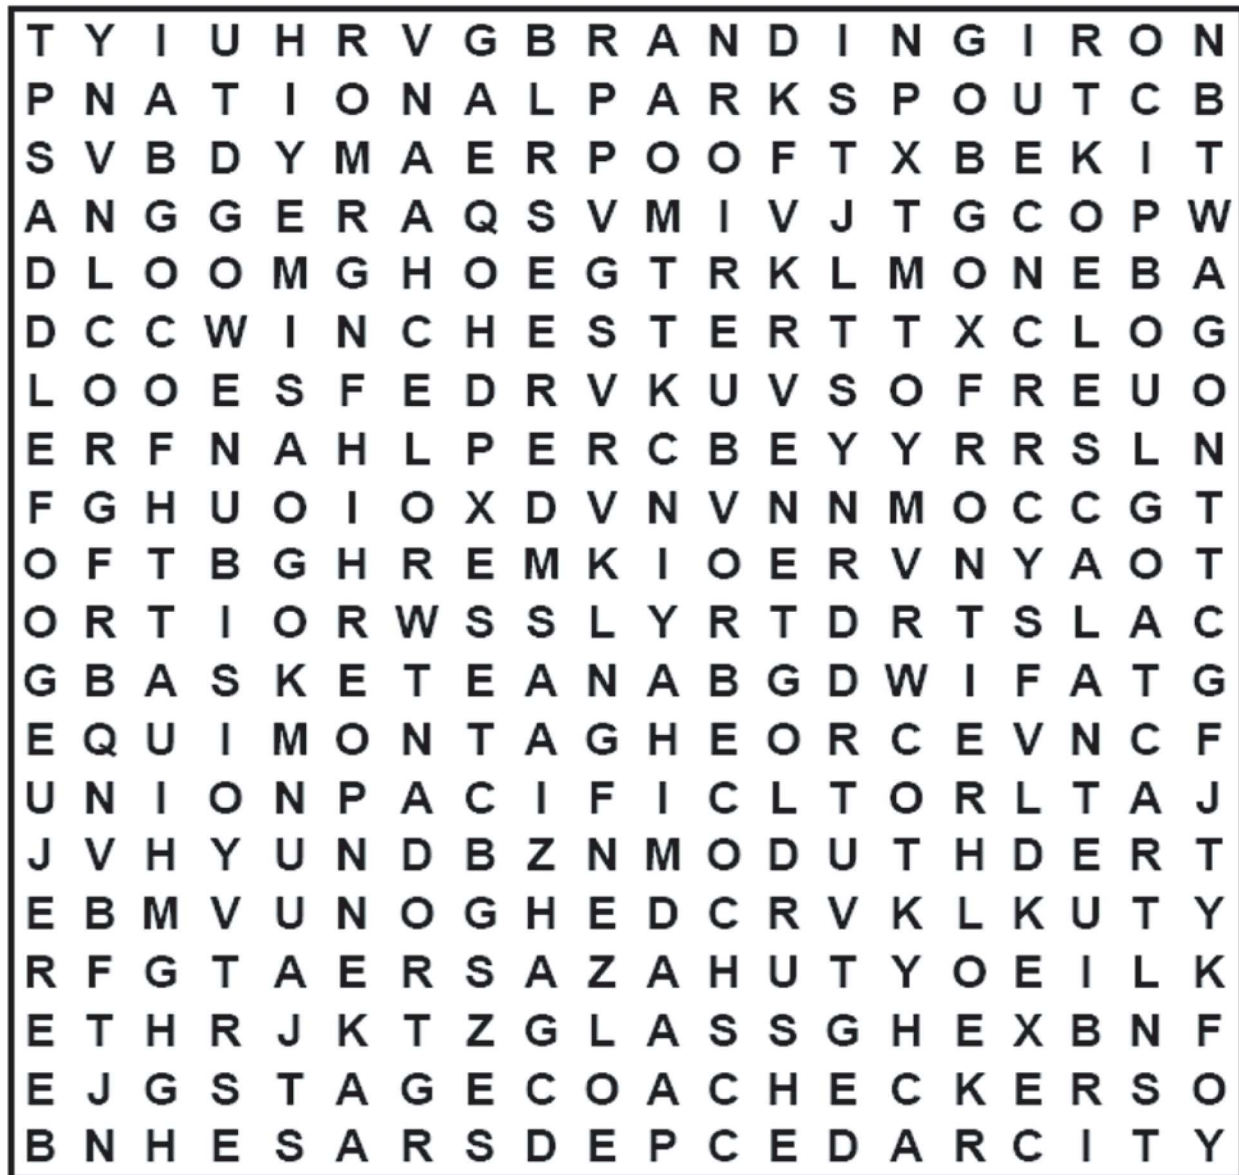 T Y I U H R V G B R A N D I N G I R O N
P N A T I O N A L P A R K S P O U T C B
S V B D Y M A E R P O O F T X B E K I T
A N G G E R A Q S V M I V J T G C O P W
D L O O M G H O E G T R K L M O N E B A
D C C W I N C H E S T E R T T X C L O G
L O O E S F E D R V K U V S O F R E U O
E R F N A H L P E R C B E Y Y R R S L N
F G H U O I O X D V N V N N M O C C G T
O F T B G H R E M K I O E R V N Y A O T
O R T I O R W S S L Y R T D R T S L A C
G B A S K E T E A N A B G D W I F A T G
E Q U I M O N T A G H E O R C E V N C F
U N I O N P A C I F I C L T O R L T A J
J V H Y U N D B Z N M O D U T H D E R T
E B M V U N O G H E D C R V K L K U T Y
R F G T A E R S A Z A H U T Y O E I L K
E T H R J K T Z G L A S S G H E X B N F
E J G S T A G E C O A C H E C K E R S O
B N H E S A R S D E P C E D A R C I T Y